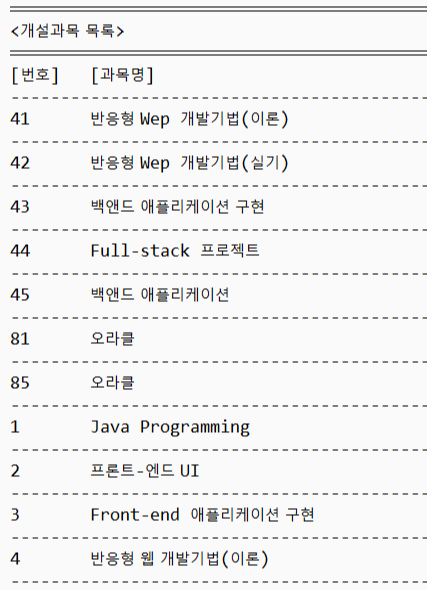 <개설과목 목록>
[번호] [과목명]
41 반응형 Wep 개발기법(이론)
42 반응형 Wep 개발기법(실기)
43 백앤드 애플리케이션 구현
44 Full-stack 프로젝트
45 백앤드 애플리케이션
81 오라클
85 오라클
1 Java Programming
2 프론트-엔드 UI
3 Front-end 애플리케이션 구현
4 반응형 웹 개발기법(이론)